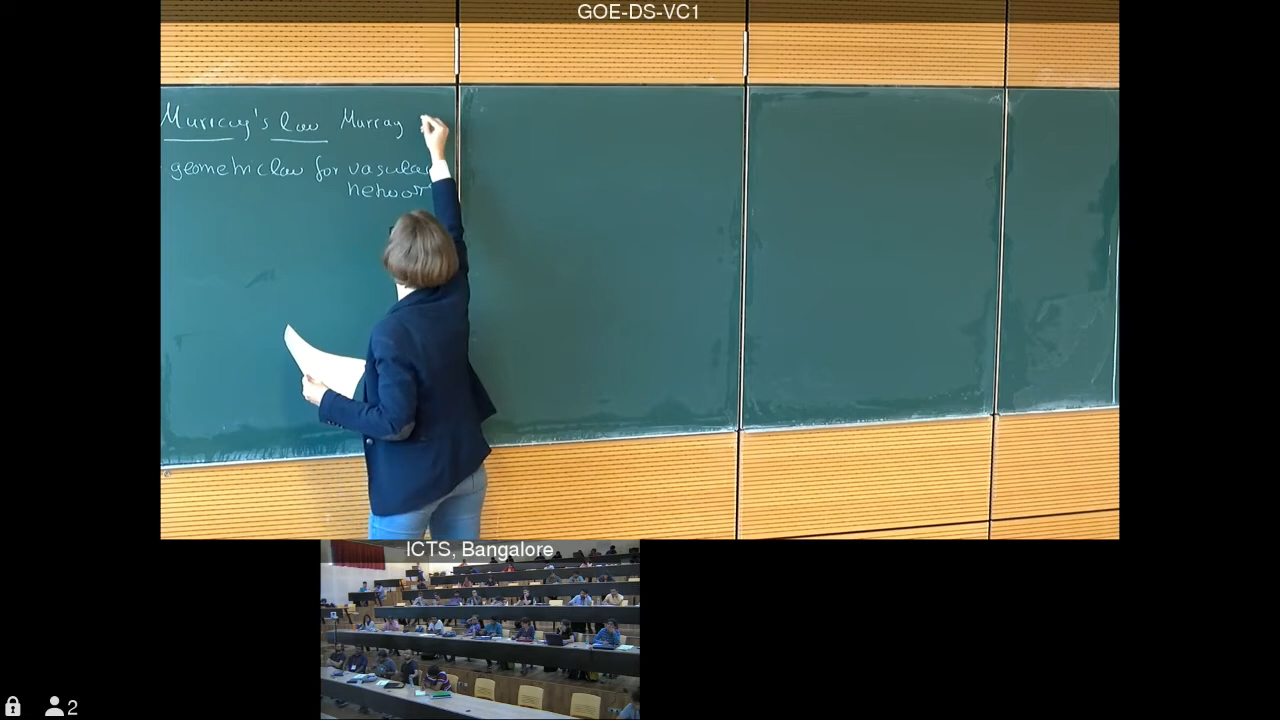 GOE-DS-VC1
Murray's law Murray
geometric law for vascular
network
ICTS, Bangalore
2